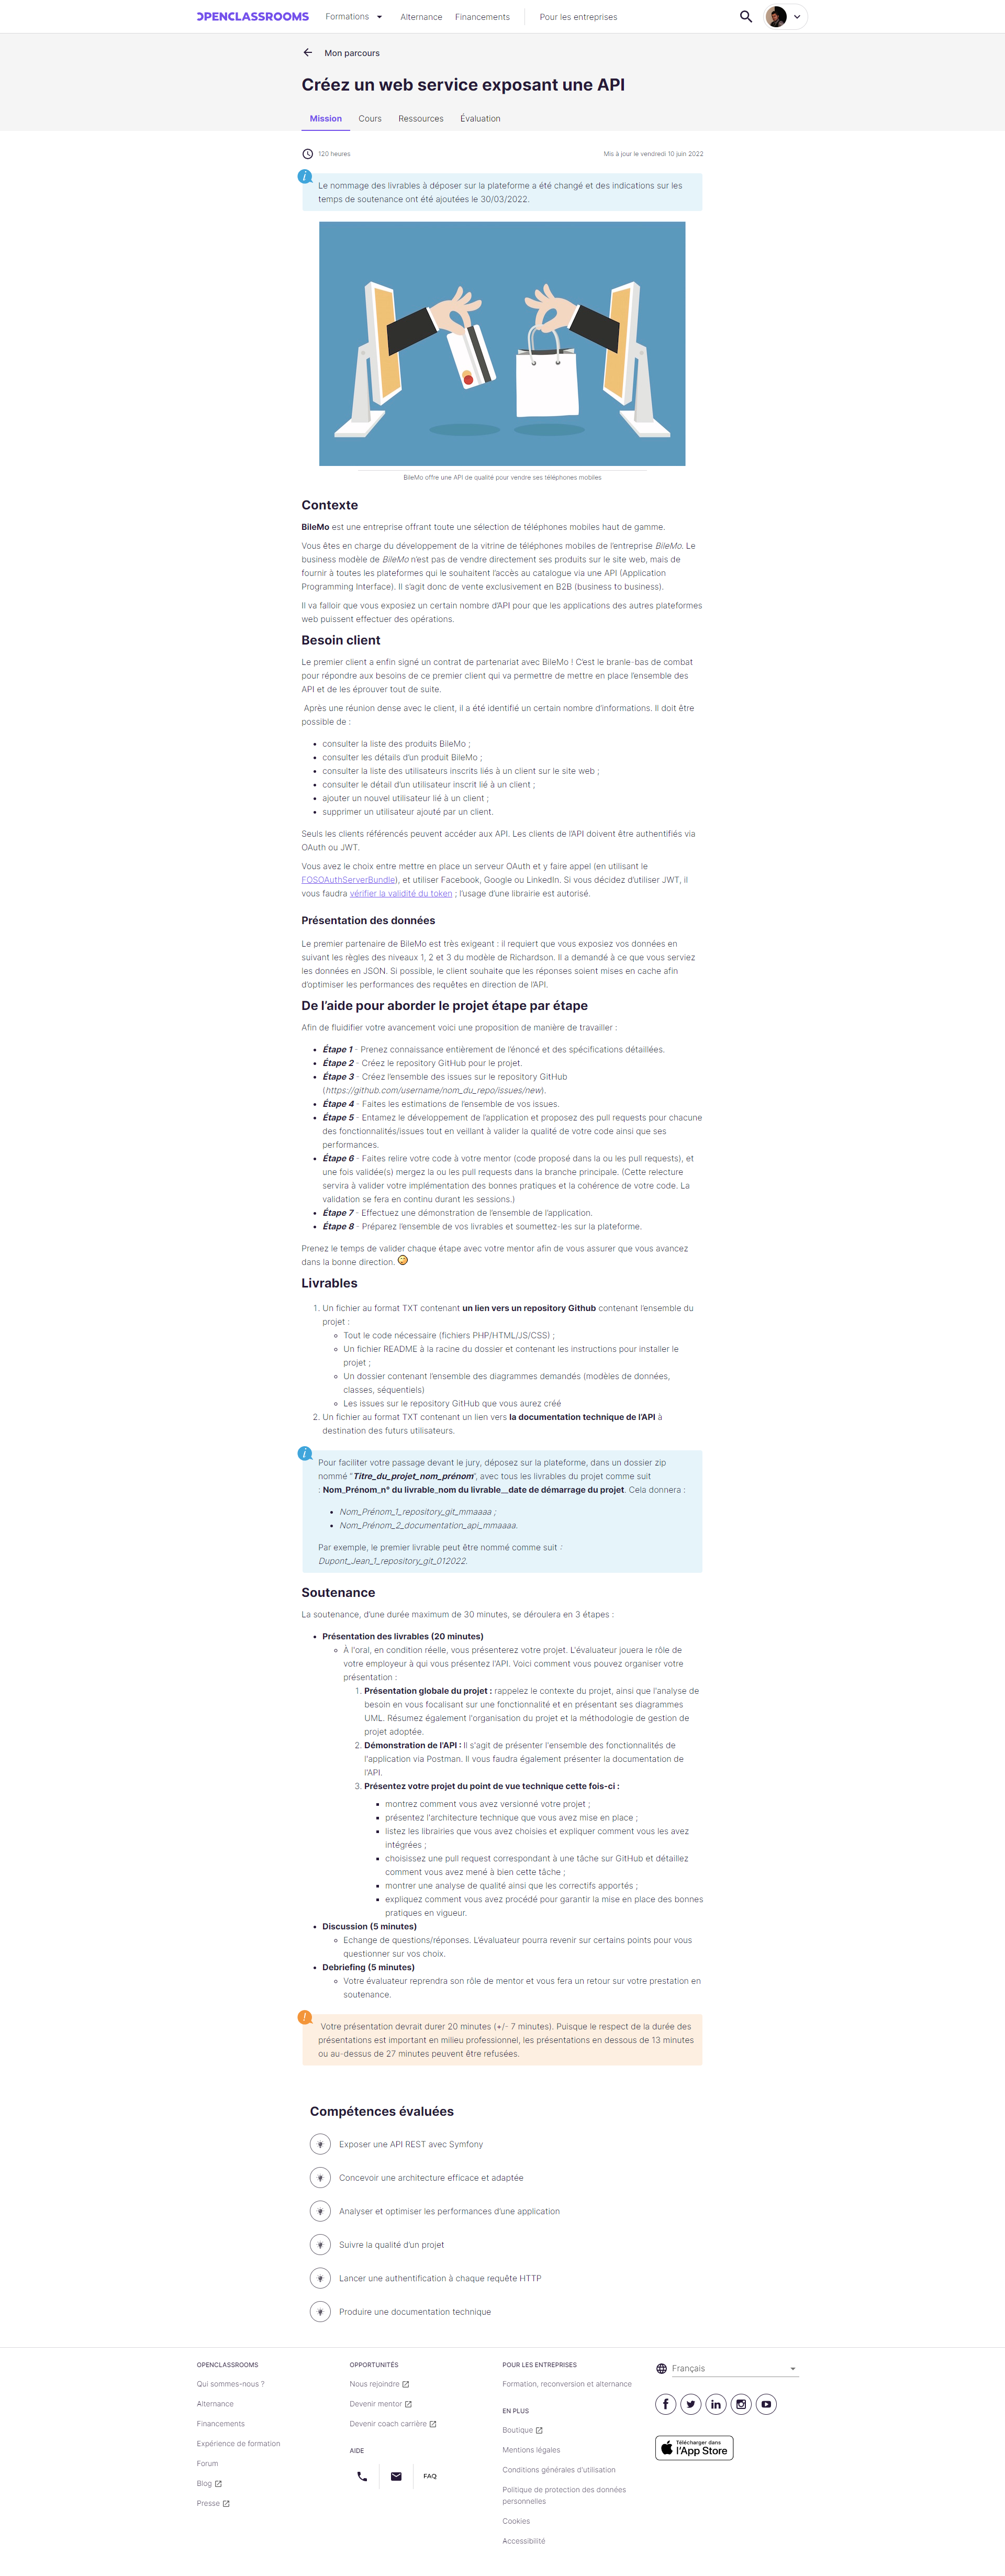 OPENCLASSROOMS
Formations
Alternance
Financements
Pour les entreprises
Mon parcours
Créez un web service exposant une API
Mission
Cours
Ressources
Évaluation
120 heures
Mis à jour le vendredi 10 juin 2022
Le nommage des livrables à déposer sur la plateforme a été changé et des indications sur les
temps de soutenance ont été ajoutées le 30/03/2022.
BileMo offre une API de qualité pour vendre ses téléphones mobiles
Contexte
BileMo est une entreprise offrant toute une sélection de téléphones mobiles haut de gamme.
Vous êtes en charge du développement de la vitrine de téléphones mobiles de l'entreprise BileMo. Le
business modèle de BileMo n'est pas de vendre directement ses produits sur le site web, mais de
fournir à toutes les plateformes qui le souhaitent l'accès au catalogue via une API (Application
Programming Interface). Il s'agit donc de vente exclusivement en B2B (business to business).
Il va falloir que vous exposiez un certain nombre d'API pour que les applications des autres plateformes
web puissent effectuer des opérations.
Besoin client
Le premier client a enfin signé un contrat de partenariat avec BileMo ! C'est le branle-bas de combat
pour répondre aux besoins de ce premier client qui va permettre de mettre en place l'ensemble des
API et de les éprouver tout de suite.
Après une réunion dense avec le client, il a été identifié un certain nombre d'informations. Il doit être
possible de :
• consulter la liste des produits BileMo ;
• consulter les détails d'un produit BileMo ;
• consulter la liste des utilisateurs inscrits liés à un client sur le site web ;
• consulter le détail d'un utilisateur inscrit lié à un client ;
• ajouter un nouvel utilisateur lié à un client ;
• supprimer un utilisateur ajouté par un client.
Seuls les clients référencés peuvent accéder aux API. Les clients de l'API doivent être authentifiés via
OAuth ou JWT.
Vous avez le choix entre mettre en place un serveur OAuth et y faire appel (en utilisant le
FOSOAuthServerBundle), et utiliser Facebook, Google ou LinkedIn. Si vous décidez d'utiliser JWT, il
vous faudra vérifier la validité du token ; l'usage d'une librairie est autorisé.
Présentation des données
Le premier partenaire de BileMo est très exigeant : il requiert que vous exposiez vos données en
suivant les règles des niveaux 1, 2 et 3 du modèle de Richardson. Il a demandé à ce que vous serviez
les données en JSON. Si possible, le client souhaite que les réponses soient mises en cache afin
d'optimiser les performances des requêtes en direction de l'API.
De l'aide pour aborder le projet étape par étape
Afin de fluidifier votre avancement voici une proposition de manière de travailler :
• Étape 1 - Prenez connaissance entièrement de l'énoncé et des spécifications détaillées.
• Étape 2 - Créez le repository GitHub pour le projet.
• Étape 3 - Créez l'ensemble des issues sur le repository GitHub
(https://github.com/username/nom_du_repo/issues/new).
• Étape 4 - Faites les estimations de l'ensemble de vos issues.
• Étape 5 - Entamez le développement de l'application et proposez des pull requests pour chacune
des fonctionnalités/issues tout en veillant à valider la qualité de votre code ainsi que ses
performances.
• Étape 6 - Faites relire votre code à votre mentor (code proposé dans la ou les pull requests), et
une fois validée(s) mergez la ou les pull requests dans la branche principale. (Cette relecture
servira à valider votre implémentation des bonnes pratiques et la cohérence de votre code. La
validation se fera en continu durant les sessions.)
• Étape 7 - Effectuez une démonstration de l'ensemble de l'application.
• Étape 8 - Préparez l'ensemble de vos livrables et soumettez-les sur la plateforme.
Prenez le temps de valider chaque étape avec votre mentor afin de vous assurer que vous avancez
dans la bonne direction.
Livrables
1. Un fichier au format TXT contenant un lien vers un repository Github contenant l'ensemble du
projet :
Tout le code nécessaire (fichiers PHP/HTML/JS/CSS) ;
Un fichier README à la racine du dossier et contenant les instructions pour installer le
projet ;
Un dossier contenant l'ensemble des diagrammes demandés (modèles de données,
classes, séquentiels)
Les issues sur le repository GitHub que vous aurez créé
2. Un fichier au format TXT contenant un lien vers la documentation technique de l'API à
destination des futurs utilisateurs.
Pour faciliter votre passage devant le jury, déposez sur la plateforme, dans un dossier zip
nommé "Titre_du_projet_nom_prénom", avec tous les livrables du projet comme suit
: Nom_Prénom_n° du livrable_nom du livrable__date de démarrage du projet. Cela donnera :
• Nom_Prénom_1_repository_git_mmaaaa ;
• Nom_Prénom_2_documentation_api_mmaaaa.
Par exemple, le premier livrable peut être nommé comme suit :
Dupont_Jean_1_repository_git_012022.
Soutenance
La soutenance, d'une durée maximum de 30 minutes, se déroulera en 3 étapes :
• Présentation des livrables (20 minutes)
À l'oral, en condition réelle, vous présenterez votre projet. L'évaluateur jouera le rôle de
votre employeur à qui vous présentez l'API. Voici comment vous pouvez organiser votre
présentation :
1. Présentation globale du projet : rappelez le contexte du projet, ainsi que l'analyse de
besoin en vous focalisant sur une fonctionnalité et en présentant ses diagrammes
UML. Résumez également l'organisation du projet et la méthodologie de gestion de
projet adoptée.
2. Démonstration de l'API : Il s'agit de présenter l'ensemble des fonctionnalités de
l'application via Postman. Il vous faudra également présenter la documentation de
l'API.
3. Présentez votre projet du point de vue technique cette fois-ci :
montrez comment vous avez versionné votre projet ;
présentez l'architecture technique que vous avez mise en place ;
listez les librairies que vous avez choisies et expliquer comment vous les avez
intégrées ;
choisissez une pull request correspondant à une tâche sur GitHub et détaillez
comment vous avez mené à bien cette tâche ;
montrer une analyse de qualité ainsi que les correctifs apportés ;
expliquez comment vous avez procédé pour garantir la mise en place des bonnes
pratiques en vigueur.
• Discussion (5 minutes)
Echange de questions/réponses. L'évaluateur pourra revenir sur certains points pour vous
questionner sur vos choix.
• Debriefing (5 minutes)
Votre évaluateur reprendra son rôle de mentor et vous fera un retour sur votre prestation en
soutenance.
Votre présentation devrait durer 20 minutes (+/- 7 minutes). Puisque le respect de la durée des
présentations est important en milieu professionnel, les présentations en dessous de 13 minutes
ou au-dessus de 27 minutes peuvent être refusées.
Compétences évaluées
Exposer une API REST avec Symfony
Concevoir une architecture efficace et adaptée
Analyser et optimiser les performances d'une application
Suivre la qualité d'un projet
Lancer une authentification à chaque requête HTTP
Produire une documentation technique
OPENCLASSROOMS
Qui sommes-nous ?
Alternance
Financements
Expérience de formation
Forum
Blog
Presse
OPPORTUNITÉS
Nous rejoindre
Devenir mentor
Devenir coach carrière
AIDE
FAQ
POUR LES ENTREPRISES
Formation, reconversion et alternance
EN PLUS
Boutique
Mentions légales
Conditions générales d'utilisation
Politique de protection des données
personnelles
Cookies
Accessibilité
Français
Télécharger dans
l'App Store